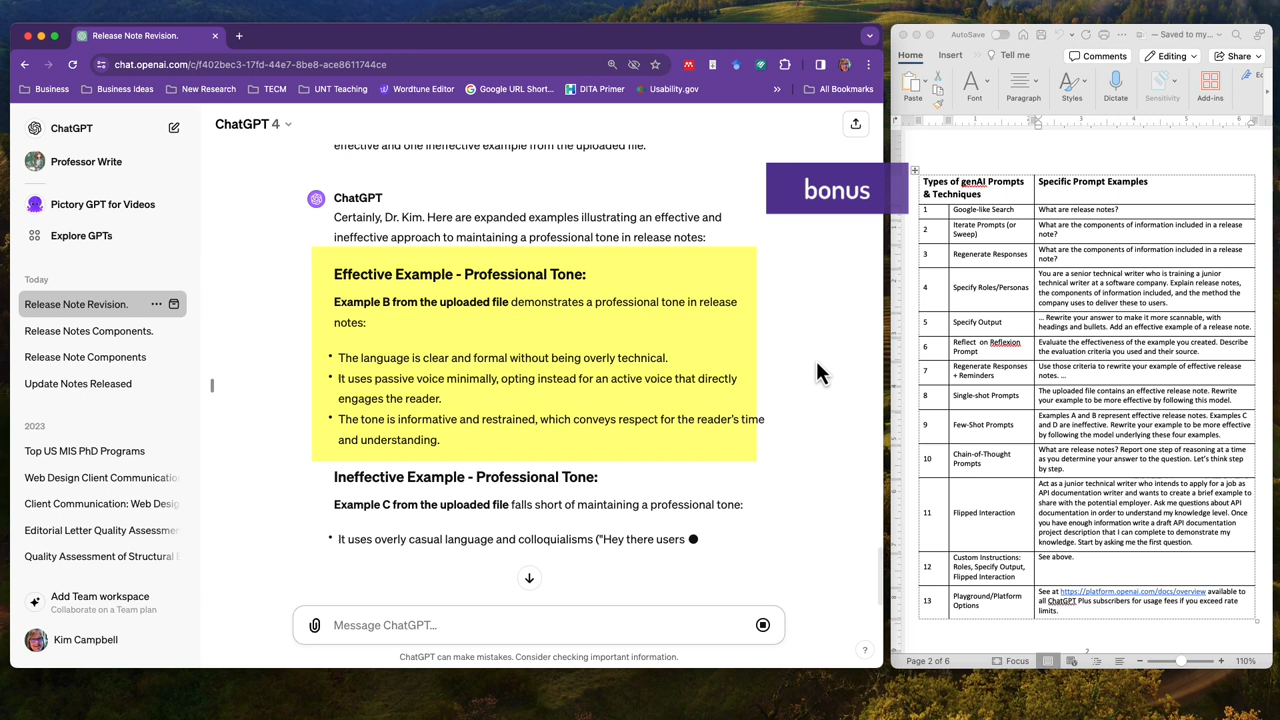 Release Note Revision.
chat.openai.com/c/f40f2ec3-17fd-44e7-8be8-ace8611744ce
Business
Business Ideas
New Research
TECM
UNT Teaching
Wordtune Editor
Google URL Short...
DITA Primer
Usability.gov
All Bookmarks
ChatGPT
Professor Write
Pictory GPT for Videos
Explore GPTs
Today
Release Note Revision.
Release Notes Components.
Release Notes Components
Update Notes Released
2023
Top US MIS PhD Programs
Web Design Client Communicatio
Client Communication: Web Desig
Editorial Letter Quality Assessmer
Quality Assessment of Structural E
Add Team workspace
Collaborate on a Team plan
Kim Campbell
ChatGPT 4
effective and one ineffective example from the uploaded file.
ChatGPT
Certainly, Dr. Kim. Here are expanded examples illustrating an effective and
ineffective approach to maintaining a professional tone in release notes:
Effective Example - Professional Tone:
Example B from the uploaded file demonstrates a professional tone in release
notes:
• The language is clear and formal without being overly technical.
• It uses passive voice minimally, opting instead for an active voice that directly
engages the reader.
• The tone is informative and restrained, which conveys respect for the reader's time
and understanding.
Ineffective Example - Professional Tone:
Example C from the uploaded file falls short of maintaining a professional tone:
• It uses overly casual language and colloquialisms ("Hey there users
Message ChatGPT...
ChatGPT can make mistakes. Consider checking important information.
?
bonus
AutoSave
— Saved to my...
Home Insert Tell me
Comments Editing Share
Paste Font Paragraph Styles Dictate Sensitivity Add-ins
1 2 3 4 5 6
Types of genAI Prompts & Techniques Specific Prompt Examples
1 Google-like Search What are release notes?
2 Iterate Prompts (or Sweep) What are the components of information included in a release note?
3 Regenerate Responses What are the components of information included in a release note?
4 Specify Roles/Personas You are a senior technical writer who is training a junior
technical writer at a software company. Explain release notes,
the components of information included, and the method the
company uses to deliver these to users.
5 Specify Output ... Rewrite your answer to make it more scannable, with
headings and bullets. Add an effective example of a release note.
6 Reflect on Reflexion Prompt Evaluate the effectiveness of the example you created. Describe
the evaluation criteria you used and their source.
7 Regenerate Responses + Reminders Use those criteria to rewrite your example of effective release
notes. ...
8 Single-shot Prompts The uploaded file contains an effective release note. Rewrite
your example to be more effective by following this model.
9 Few-Shot Prompts Examples A and B represent effective release notes. Examples C
and D are ineffective. Rewrite your example to be more effective
by following the model underlying these four examples.
10 Chain-of-Thought Prompts What are release notes? Report one step of reasoning at a time
as you determine your answer to the question. Let's think step
by step.
11 Flipped Interaction Act as a junior technical writer who intends to apply for a job as
API documentation writer and wants to create a brief example to
share with the potential employer. Ask me questions about API
documentation in order to understand my knowledge level. Once
you have enough information write a draft API documentation
project description that I can complete to demonstrate my
knowledge. Start by asking me the first question.
12 Custom Instructions: Roles, Specify Output, Flipped Interaction See above.
13 Playground/Platform Options See at https://platform.openai.com/docs/overview available to
all ChatGPT Plus subscribers for usage fees if you exceed rate
limits.
2
Page 2 of 6 Focus 110%